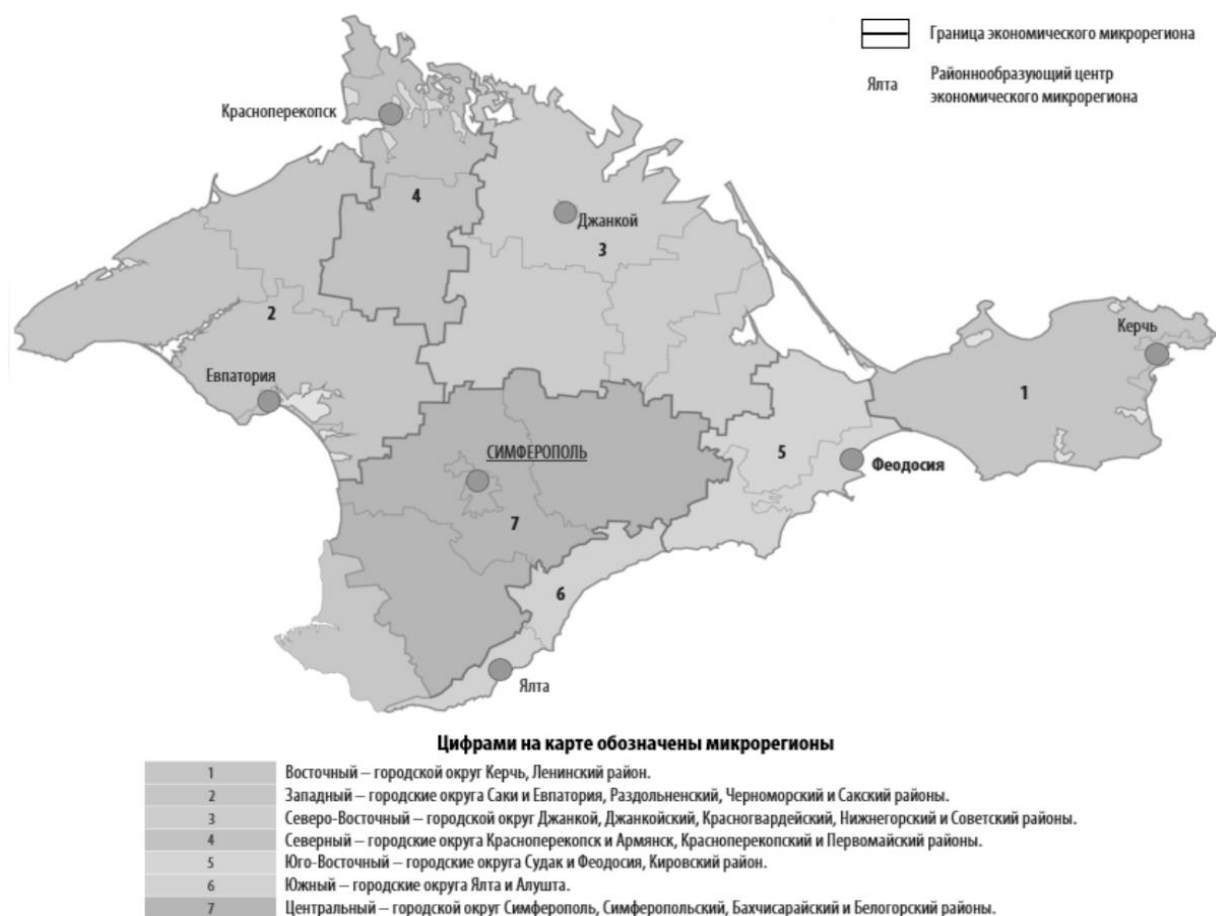 Граница экономического микрорегиона
Ялта
Районнообразующий центр
экономического микрорегиона
Красноперекопск
4
Джанкой
3
2
Керчь
Евпатория
1
СИМФЕРОПОЛЬ
5
Феодосия
7
6
Ялта
Цифрами на карте обозначены микрорегионы
1 Восточный – городской округ Керчь, Ленинский район.
2 Западный – городские округа Саки и Евпатория, Раздольненский, Черноморский и Сакский районы.
3 Северо-Восточный – городской округ Джанкой, Джанкойский, Красногвардейский, Нижнегорский и Советский районы.
4 Северный – городские округа Красноперекопск и Армянск, Красноперекопский и Первомайский районы.
5 Юго-Восточный – городские округа Судак и Феодосия, Кировский район.
6 Южный – городские округа Ялта и Алушта.
7 Центральный – городской округ Симферополь, Симферопольский, Бахчисарайский и Белогорский районы.